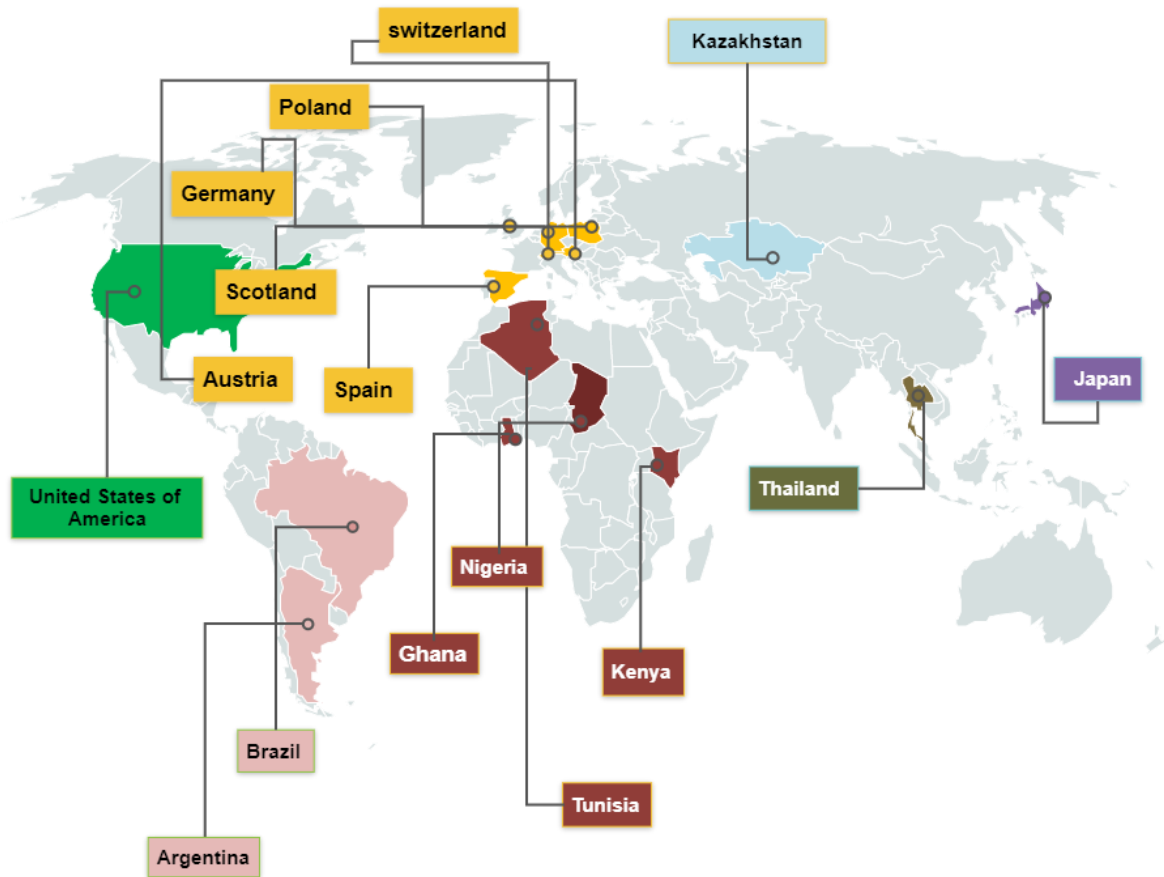 switzerland
Kazakhstan
Poland
Germany
Scotland
Austria
Spain
Japan
United States of
America
Thailand
Nigeria
Ghana
Kenya
Brazil
Tunisia
Argentina